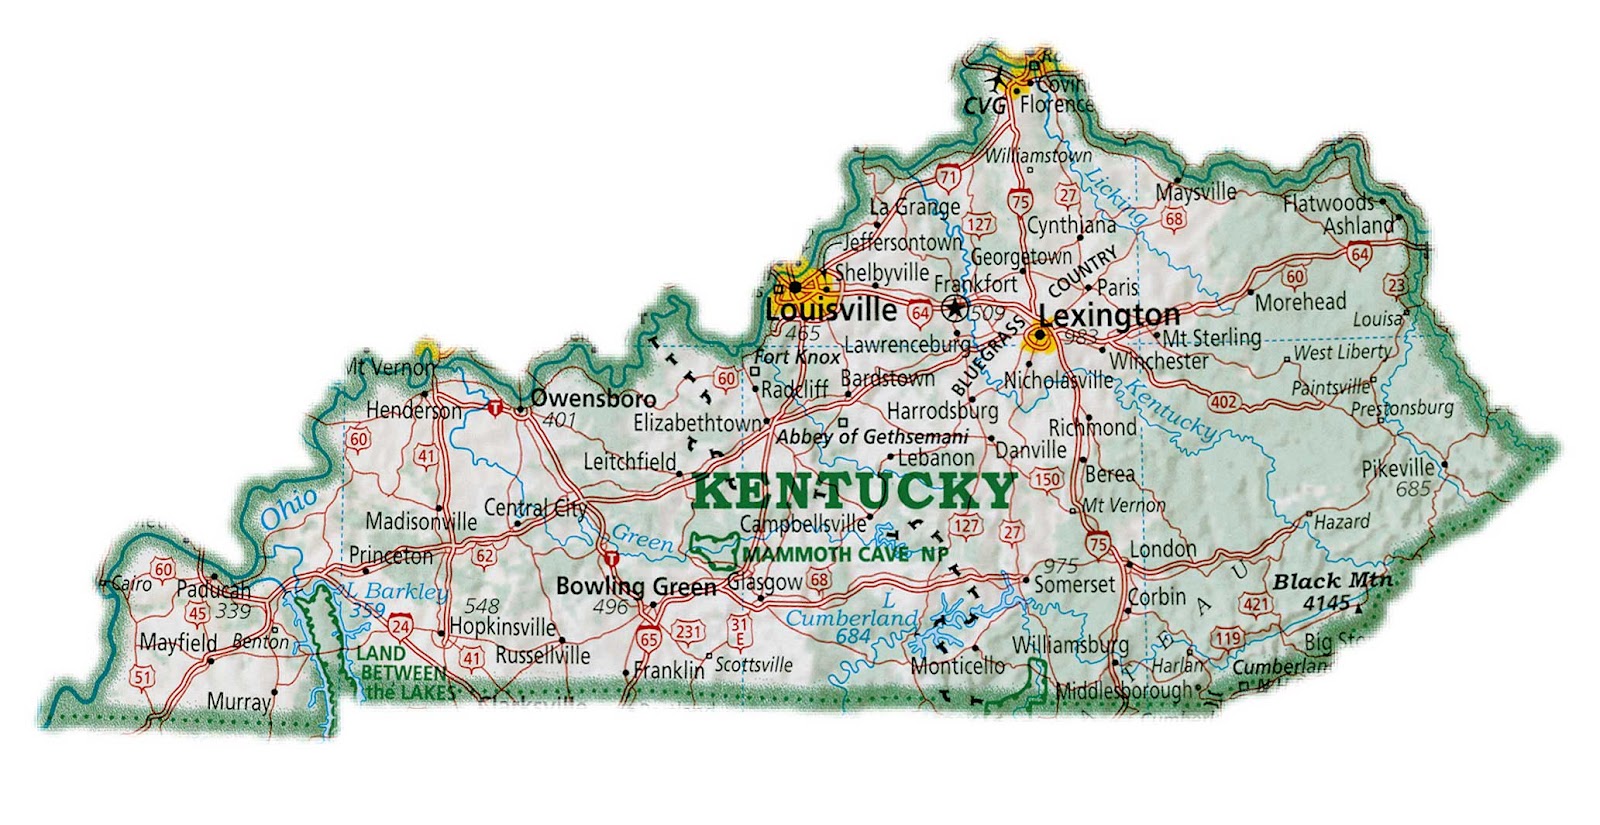 CVG
Florence
Williamstown
71
75
27
Licking
Maysville
68
Flatwoods
Ashland
La Grange
127
Cynthiana
Jeffersontown
Georgetown
COUNTRY
64
Shelbyville
Frankfort
Paris
60
23
Morehead
Louisville
64
509
Lexington
Louisa
465
983
Mt Sterling
Lawrenceburg
BLUEGRASS
Winchester
West Liberty
Fort Knox
Mt Vernon
60
Radcliff
Bardstown
Nicholasville
Kentucky
Paintsville
Henderson
T
Owensboro
401
Harrodsburg
402
Prestonsburg
Elizabethtown
Abbey of Gethsemani
Richmond
60
41
Leitchfield
Lebanon
Danville
Berea
Pikeville
685
KENTUCKY
150
Ohio
Madisonville
Central City
Campbellsville
127
27
Mt Vernon
Hazard
Green
MAMMOTH CAVE NP
75
London
Princeton
62
T
60
Cairo
Paducah
339
L Barkley
359
Bowling Green
496
Glasgow
68
975
Somerset
Black Mtn.
4145
45
548
Hopkinsville
24
L
Cumberland
684
Corbin
421
Mayfield
Benton
65
231
31
E
Williamsburg
119
LAND
BETWEEN
the LAKES
41
Russellville
Franklin
Scottsville
Monticello
Harlan
51
Murray
Middlesborough